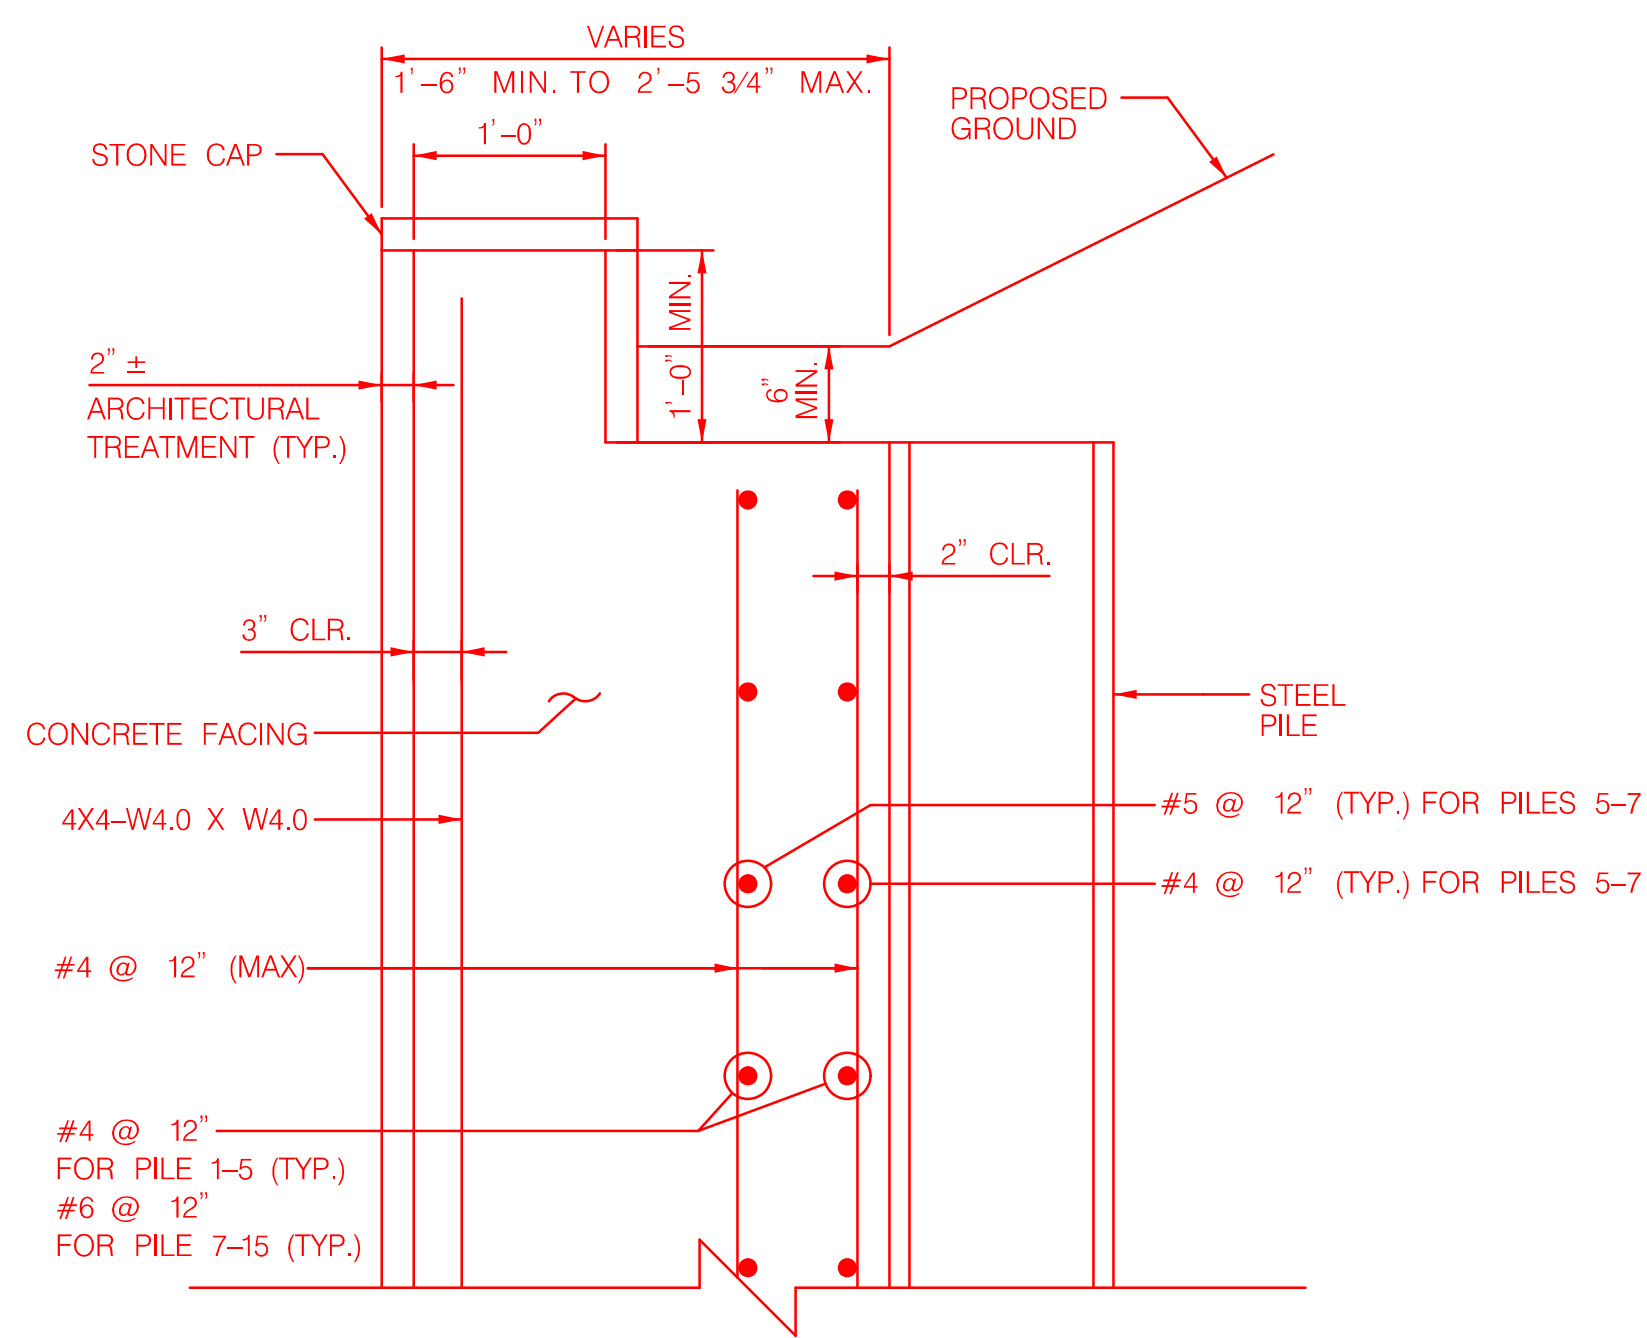 VARIES
1'-6" MIN. TO 2'-5 3/4" MAX.
PROPOSED
GROUND
1'-0"
STONE CAP
1'-0" MIN.
6"
MIN.
2" ±
ARCHITECTURAL
TREATMENT (TYP.)
2" CLR.
3" CLR.
STEEL
PILE
CONCRETE FACING
#5 @ 12" (TYP.) FOR PILES 5-7
4X4-W4.0 X W4.0
#4 @ 12" (TYP.) FOR PILES 5-7
#4 @ 12" (MAX)
#4 @ 12"
FOR PILE 1-5 (TYP.)
#6 @ 12"
FOR PILE 7-15 (TYP.)